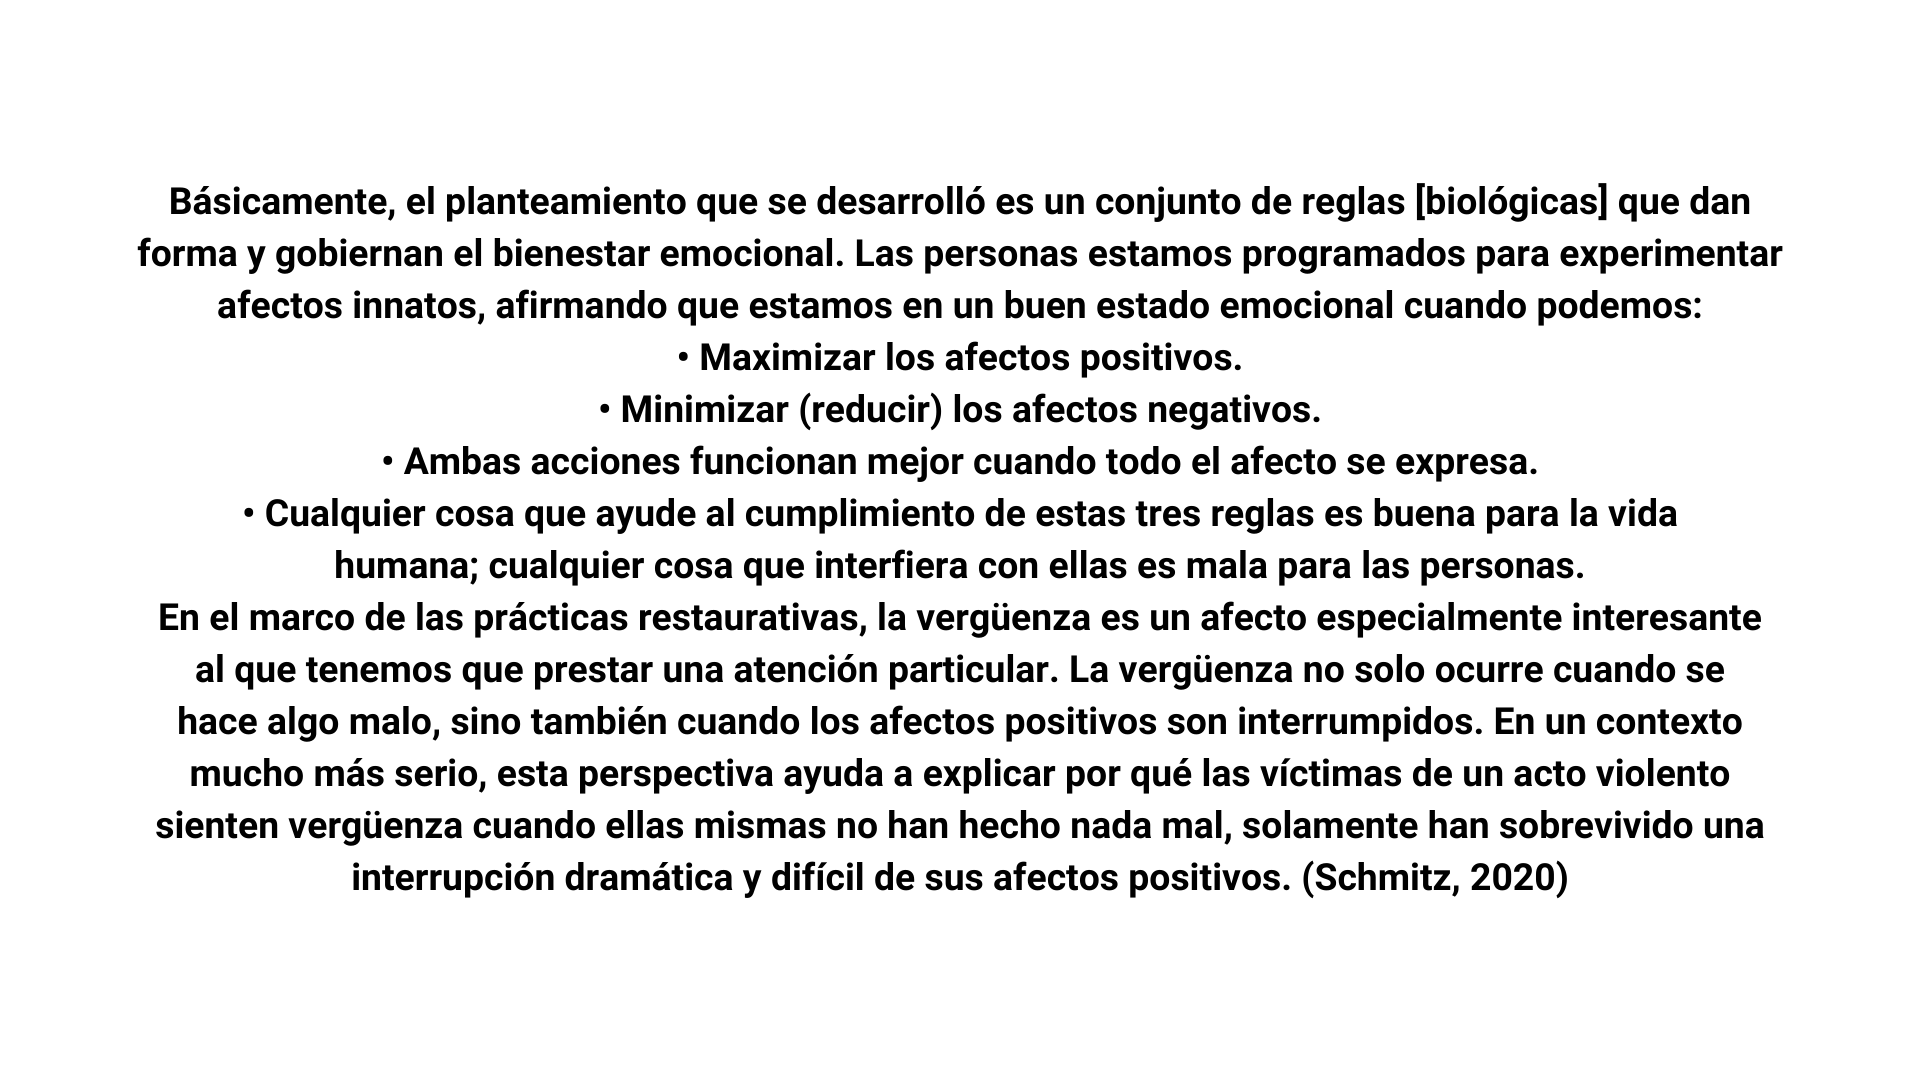 Básicamente, el planteamiento que se desarrolló es un conjunto de reglas [biológicas] que dan
forma y gobiernan el bienestar emocional. Las personas estamos programados para experimentar
afectos innatos, afirmando que estamos en un buen estado emocional cuando podemos:
• Maximizar los afectos positivos.
• Minimizar (reducir) los afectos negativos.
• Ambas acciones funcionan mejor cuando todo el afecto se expresa.
• Cualquier cosa que ayude al cumplimiento de estas tres reglas es buena para la vida
humana; cualquier cosa que interfiera con ellas es mala para las personas.
En el marco de las prácticas restaurativas, la vergüenza es un afecto especialmente interesante
al que tenemos que prestar una atención particular. La vergüenza no solo ocurre cuando se
hace algo malo, sino también cuando los afectos positivos son interrumpidos. En un contexto
mucho más serio, esta perspectiva ayuda a explicar por qué las víctimas de un acto violento
sienten vergüenza cuando ellas mismas no han hecho nada mal, solamente han sobrevivido una
interrupción dramática y difícil de sus afectos positivos. (Schmitz, 2020)